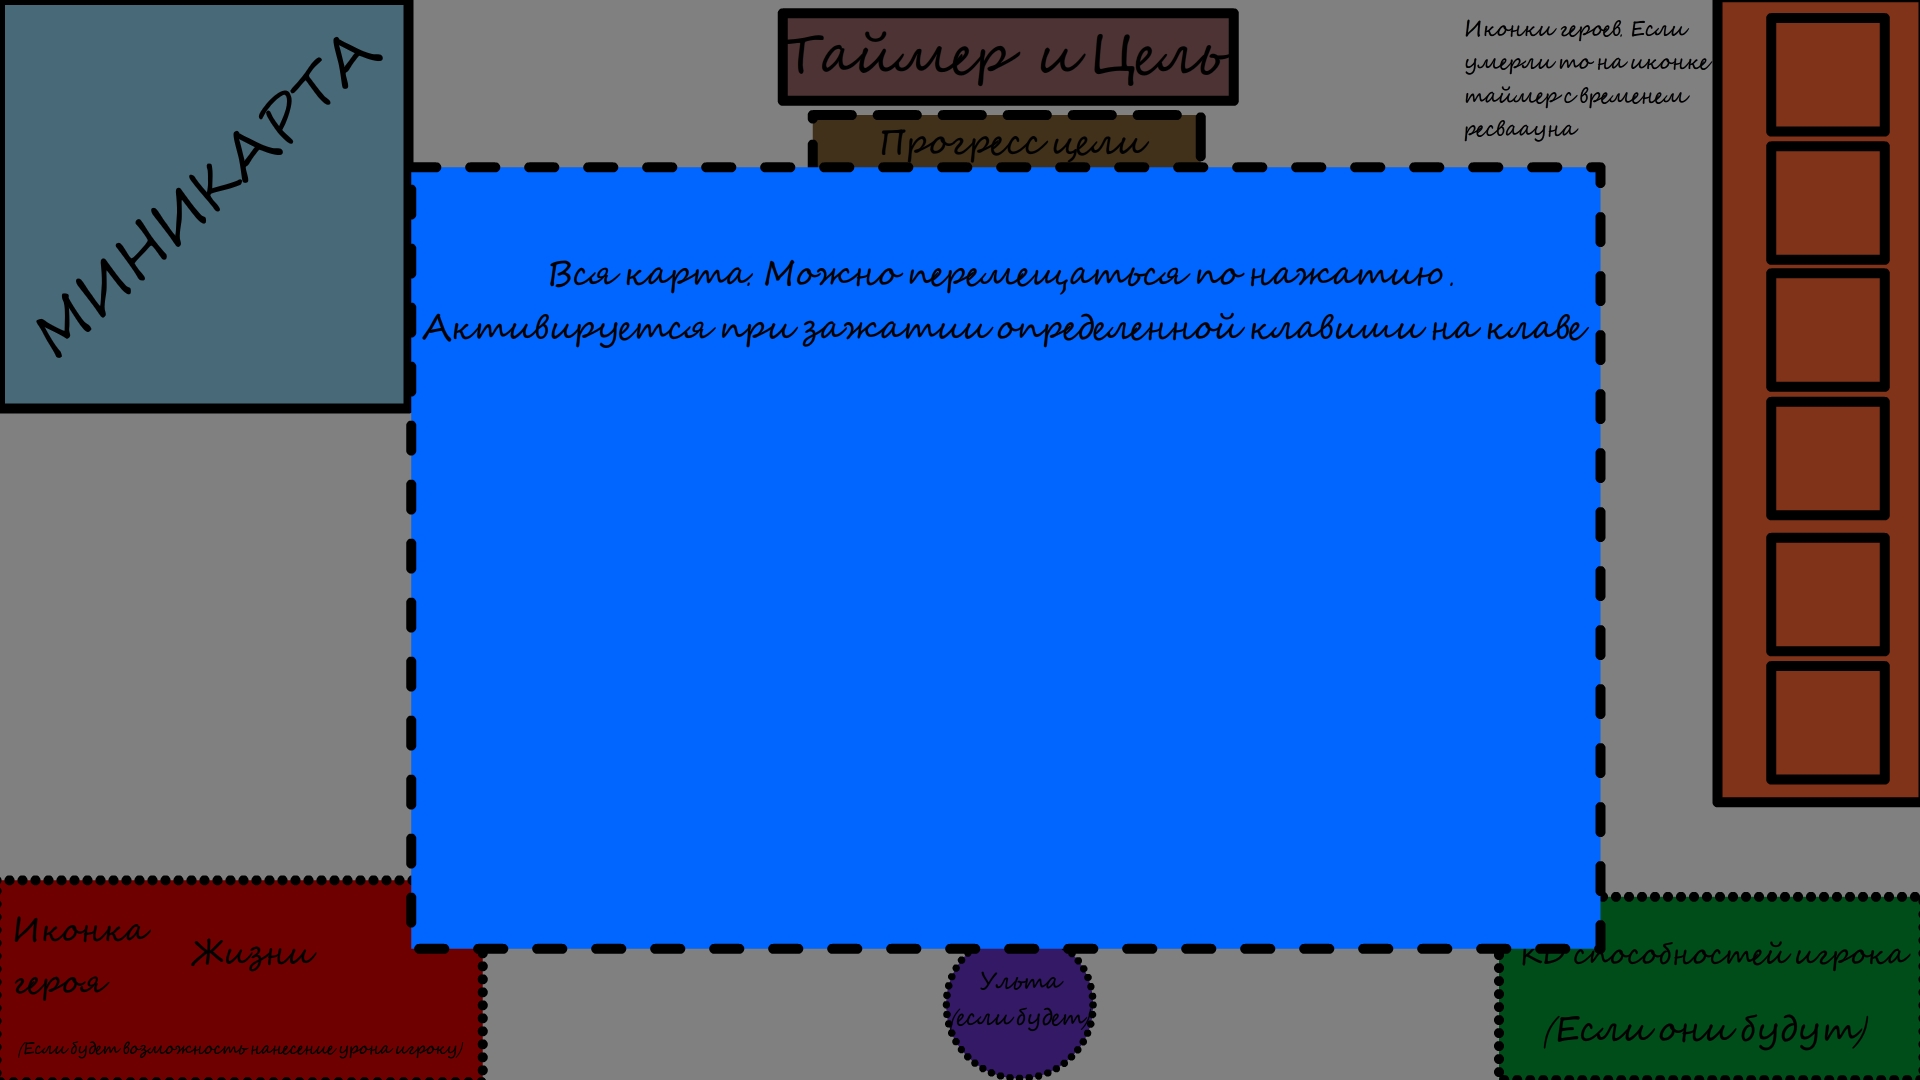 МИНИКАРТА
Таймер и Цель
Прогресс цели
Иконки героев. Если
умерли то на иконке
таймер с временем
ресваауна
Вся карта. Можно перемещаться по нажатию.
Активируется при зажатии определенной клавиши на клаве
Иконка
героя
Жизни
(Если будет возможность нанесение урона игроку)
Ульта
(если будет)
KD способностей игрока
(Если они будут)